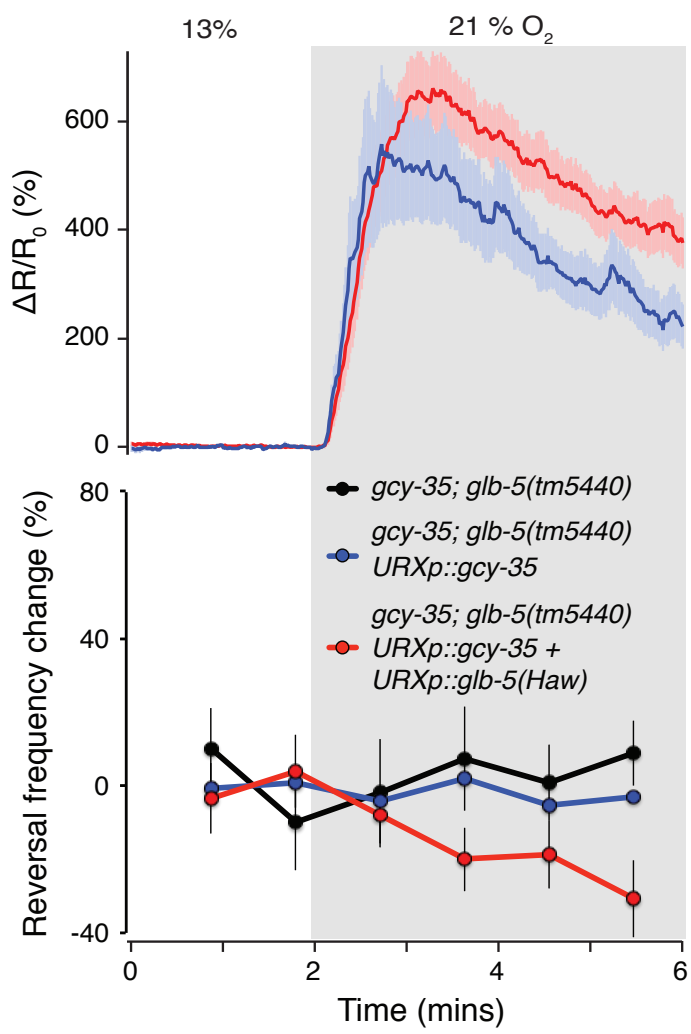 13%
21 % O₂
ΔR/R₀ (%)
600
400
200
0
Reversal frequency change (%)
80
40
0
-40
gcy-35; glb-5(tm5440)
gcy-35; glb-5(tm5440)
URXp::gcy-35
gcy-35; glb-5(tm5440)
URXp::gcy-35 +
URXp::glb-5(Haw)
0
2
4
6
Time (mins)